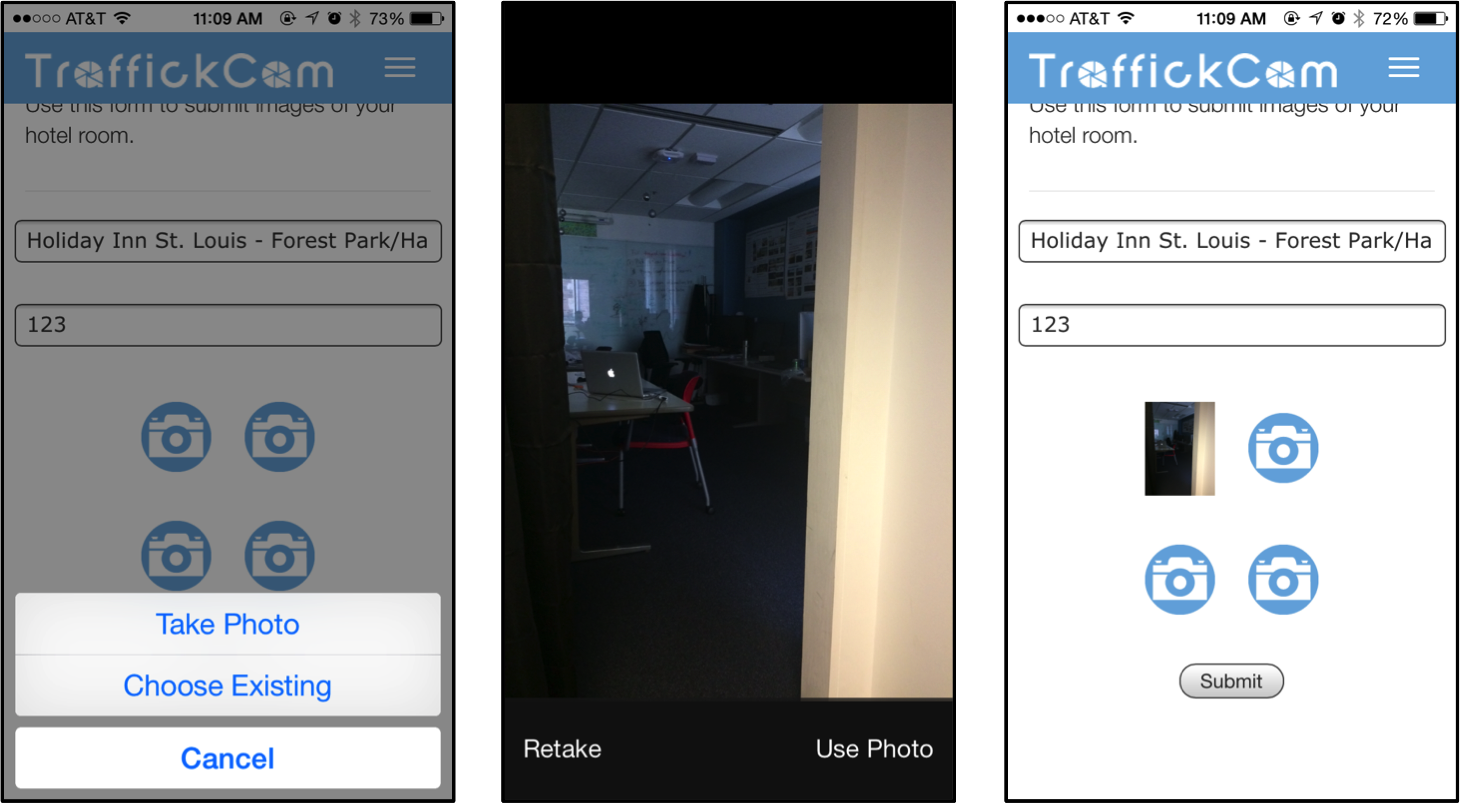 AT&T 11:09 AM 73%
TraffickCam
Use this form to submit images of your
hotel room.
Holiday Inn St. Louis - Forest Park/Ha
123
Take Photo
Choose Existing
Cancel
Retake Use Photo
AT&T 11:09 AM 72%
TraffickCam
Use this form to submit images of your
hotel room.
Holiday Inn St. Louis - Forest Park/Ha
123
Submit